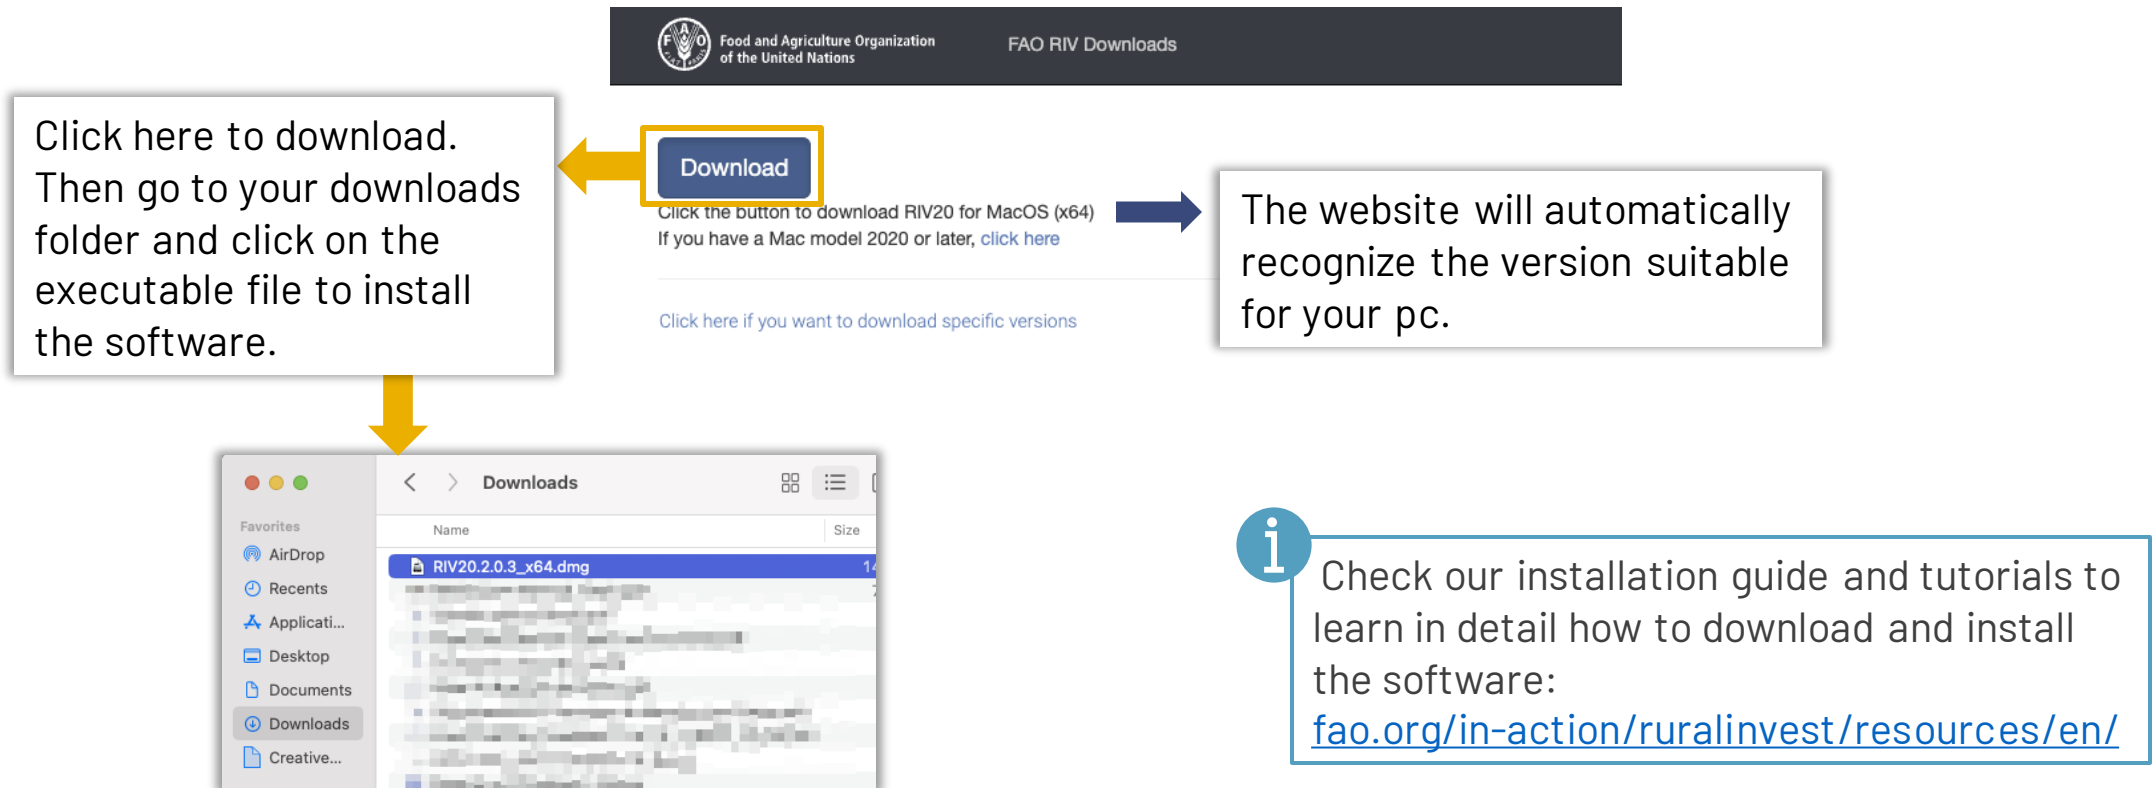 Food and Agriculture Organization
of the United Nations
FAO RIV Downloads
Click here to download.
Then go to your downloads
folder and click on the
executable file to install
the software.
Download
Click the button to download RIV20 for MacOS (x64)
If you have a Mac model 2020 or later, click here
Click here if you want to download specific versions
The website will automatically
recognize the version suitable
for your pc.
Downloads
Favorites
AirDrop
Recents
Applicati...
Desktop
Documents
Downloads
Creative...
Name
Size
RIV20.2.0.3_x64.dmg
i
Check our installation guide and tutorials to
learn in detail how to download and install
the software:
fao.org/in-action/ruralinvest/resources/en/